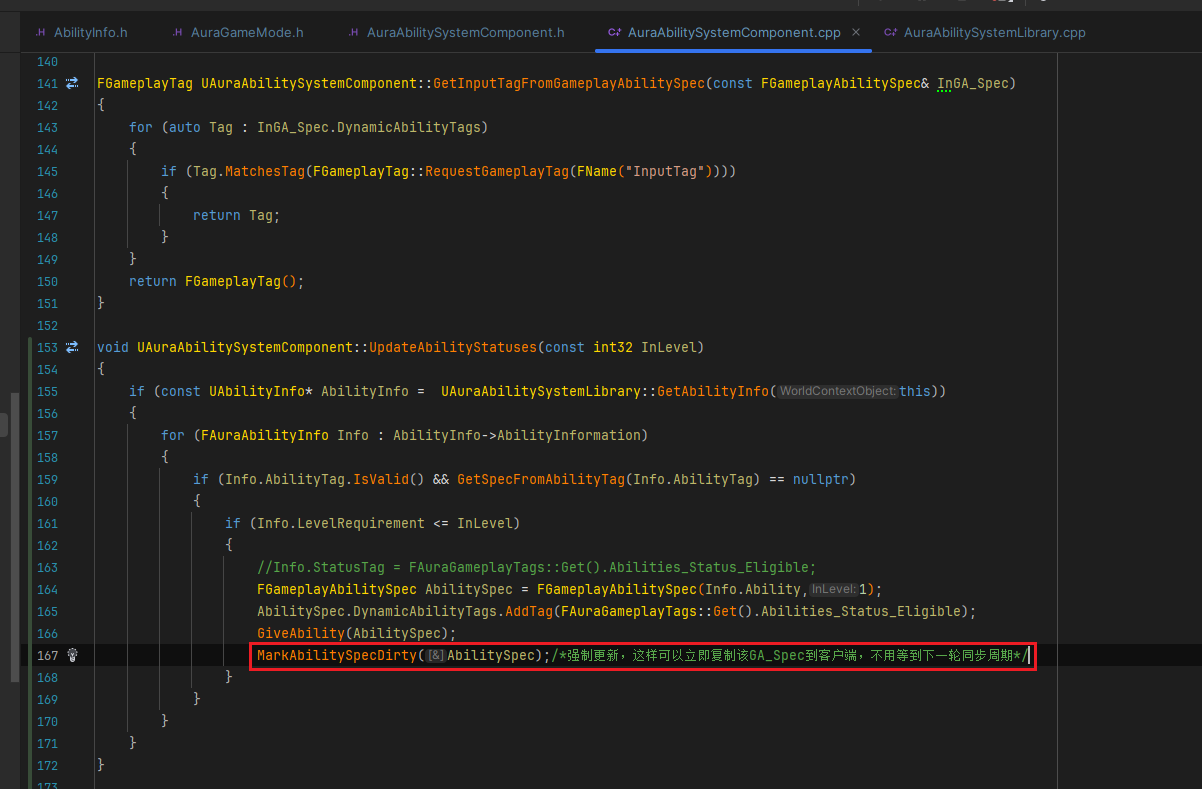 .H AbilityInfo.h .H AuraGameMode.h .H AuraAbilitySystemComponent.h C++ AuraAbilitySystemComponent.cpp × C++ AuraAbilitySystemLibrary.cpp
140
141 FGameplayTag UAuraAbilitySystemComponent::GetInputTagFromGameplayAbilitySpec(const FGameplayAbilitySpec& InGA_Spec)
142 {
143 for (auto Tag : InGA_Spec.DynamicAbilityTags)
144 {
145 if (Tag.MatchesTag(FGameplayTag::RequestGameplayTag(FName("InputTag"))))
146 {
147 return Tag;
148 }
149 }
150 return FGameplayTag();
151 }
152
153 void UAuraAbilitySystemComponent::UpdateAbilityStatuses(const int32 InLevel)
154 {
155 if (const UAbilityInfo* AbilityInfo = UAuraAbilitySystemLibrary::GetAbilityInfo(WorldContextObject:this))
156 {
157 for (FAuraAbilityInfo Info : AbilityInfo->AbilityInformation)
158 {
159 if (Info.AbilityTag.IsValid() && GetSpecFromAbilityTag(Info.AbilityTag) == nullptr)
160 {
161 if (Info.LevelRequirement <= InLevel)
162 {
163 //Info.StatusTag = FAuraGameplayTags::Get().Abilities_Status_Eligible;
164 FGameplayAbilitySpec AbilitySpec = FGameplayAbilitySpec(Info.Ability,InLevel:1);
165 AbilitySpec.DynamicAbilityTags.AddTag(FAuraGameplayTags::Get().Abilities_Status_Eligible);
166 GiveAbility(AbilitySpec);
167 MarkAbilitySpecDirty([&]AbilitySpec);/*强制更新，这样可以立即复制该GA_Spec到客户端，不用等到下一轮同步周期*/
168 }
169 }
170 }
171 }
172 }
173